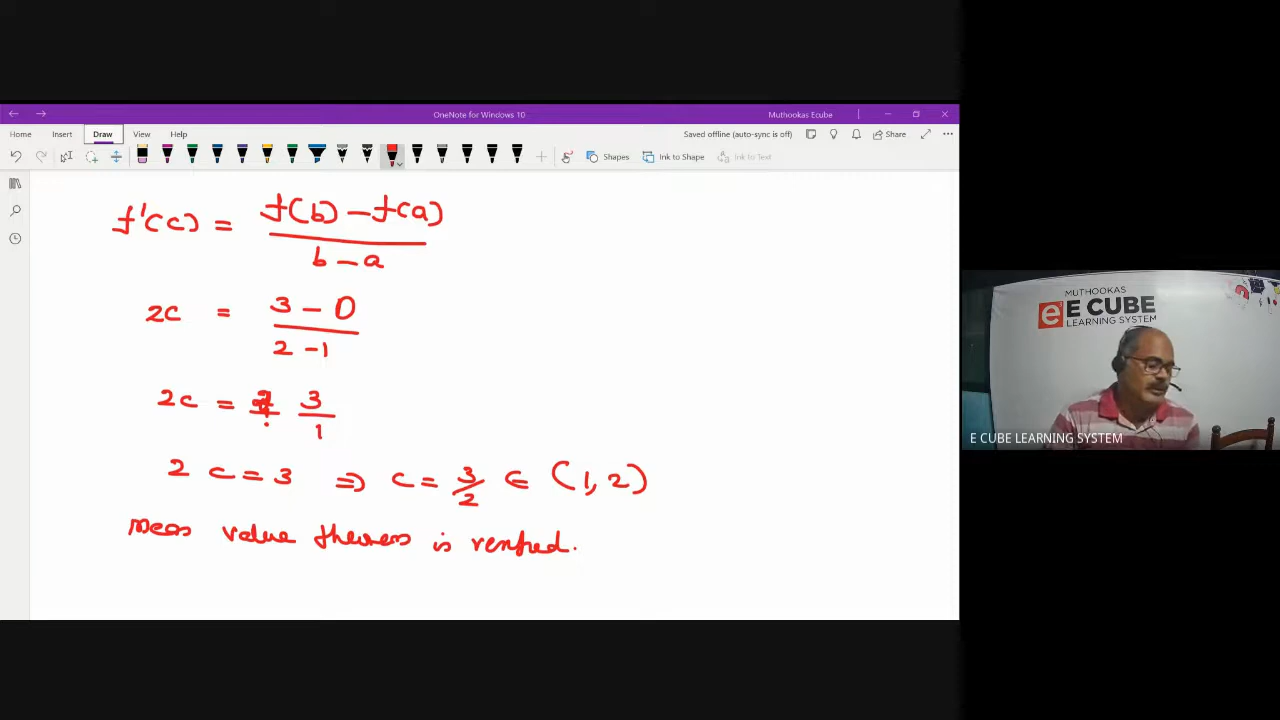 OneNote for Windows 10
Muthookas Ecube
Home Insert Draw View Help
Saved offline (auto-sync is off)
Share
Shapes
Ink to Shape
Ink to Text
f'(c) = f(b) - f(a) / b - a
2c = 3 - 0 / 2 - 1
2c = 3/1
2 c = 3 ⇒ c = 3/2 ∈ (1, 2)
mean value theorem is verified.
MUTHOOKAS
e E CUBE
LEARNING SYSTEM
E CUBE LEARNING SYSTEM